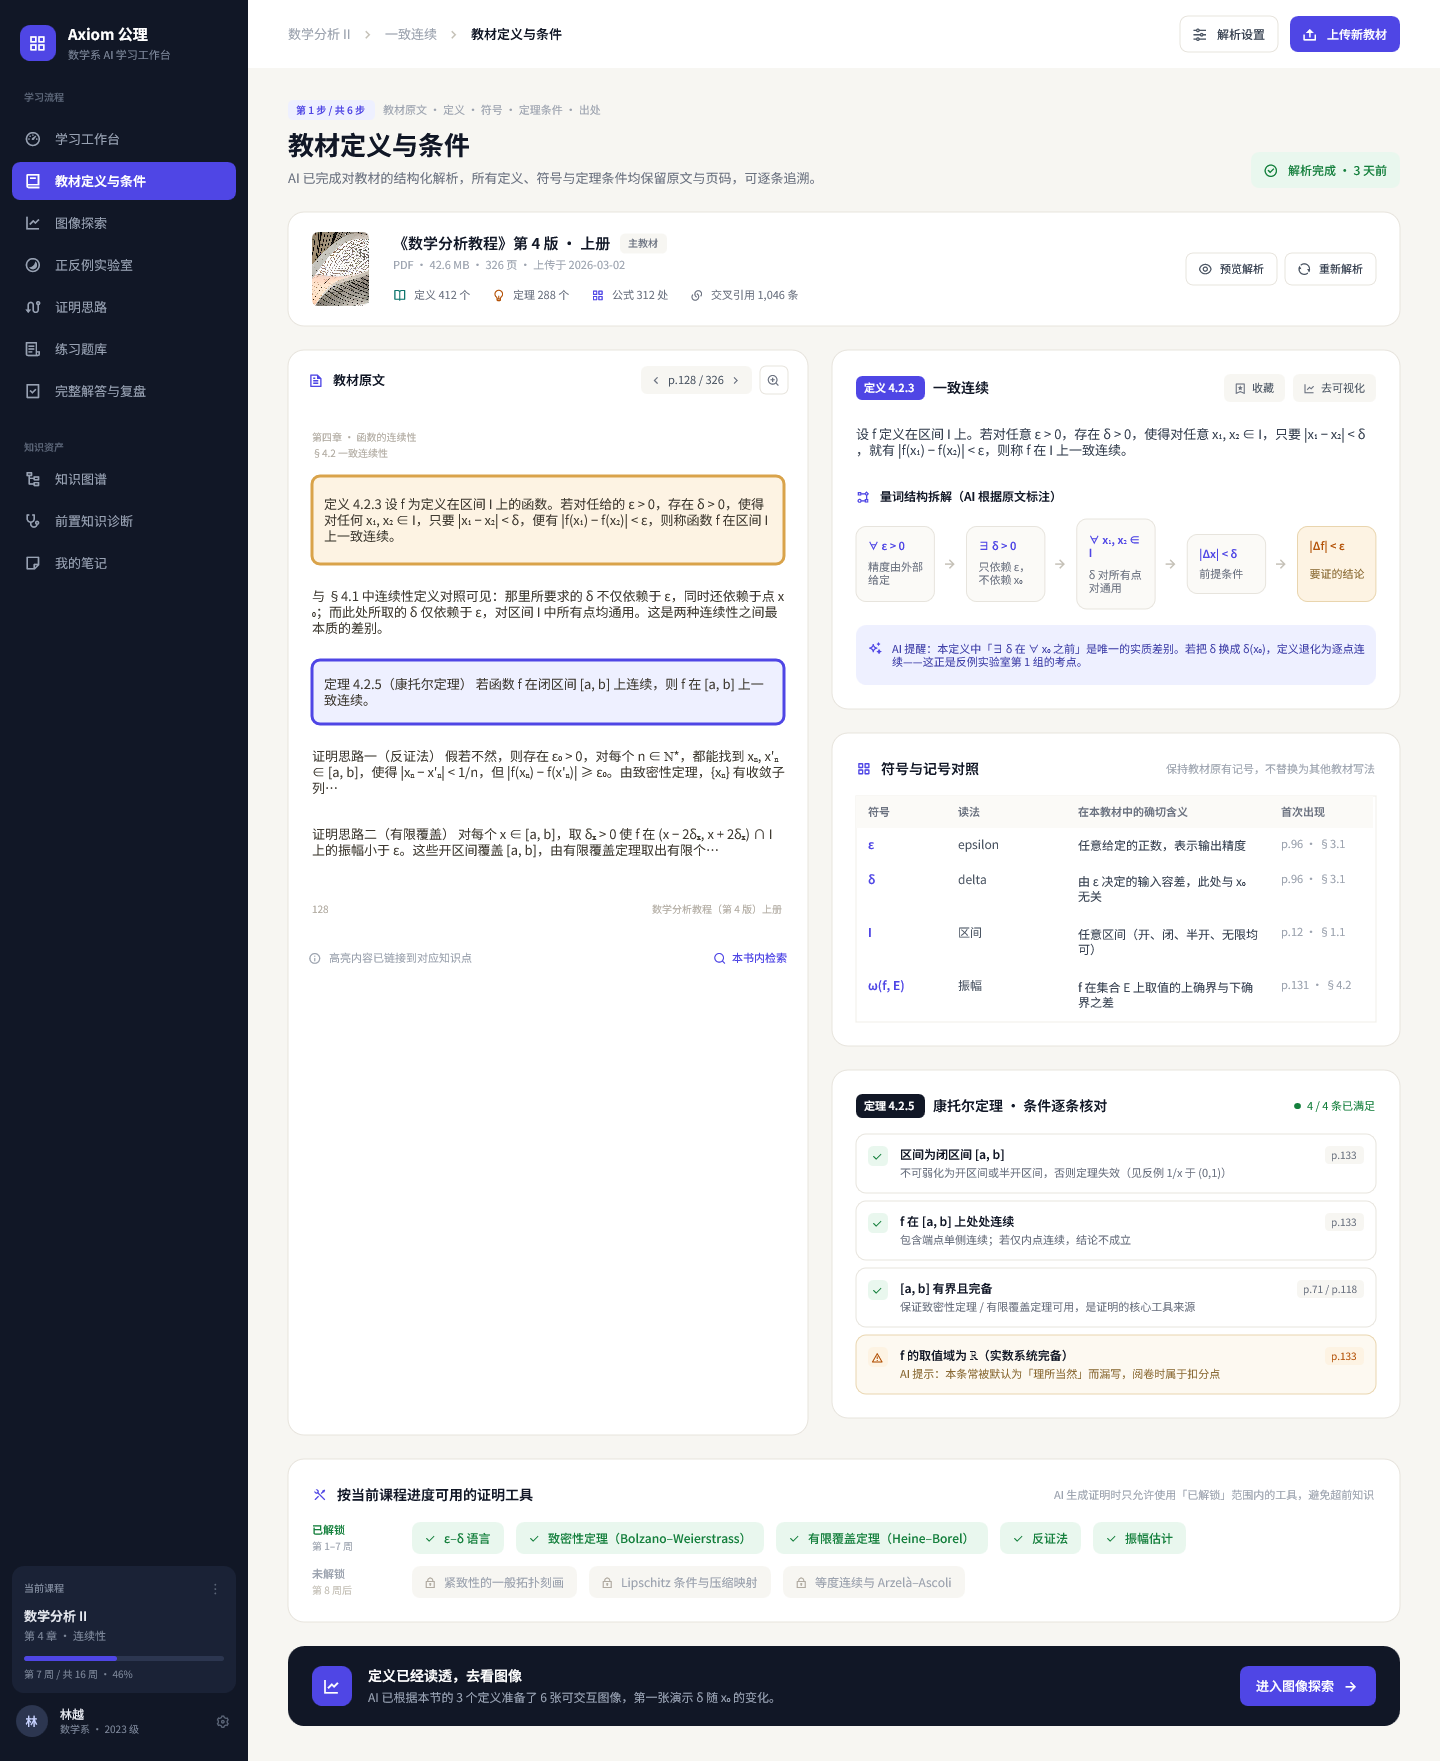 Axiom 公理
数学系 AI 学习工作台
学习流程
学习工作台
教材定义与条件
图像探索
正反例实验室
证明思路
练习题库
完整解答与复盘
知识资产
知识图谱
前置知识诊断
我的笔记
当前课程
数学分析 II
第 4 章 · 连续性
第 7 周 / 共 16 周 · 46%
林
林越
数学系 · 2023 级
数学分析 II
一致连续
教材定义与条件
解析设置
上传新教材
第 1 步 / 共 6 步
教材原文 · 定义 · 符号 · 定理条件 · 出处
教材定义与条件
AI 已完成对教材的结构化解析，所有定义、符号与定理条件均保留原文与页码，可逐条追溯。
解析完成 · 3 天前
《数学分析教程》第 4 版 · 上册
主教材
PDF · 42.6 MB · 326 页 · 上传于 2026-03-02
定义 412 个
定理 288 个
公式 312 处
交叉引用 1,046 条
预览解析
重新解析
教材原文
p.128 / 326
第四章 · 函数的连续性
§4.2 一致连续性
定义 4.2.3 设 f 为定义在区间 I 上的函数。若对任给的 ε > 0，存在 δ > 0，使得
对任何 x₁, x₂ ∈ I，只要 |x₁ − x₂| < δ，便有 |f(x₁) − f(x₂)| < ε，则称函数 f 在区间 I
上一致连续。
与 §4.1 中连续性定义对照可见：那里所要求的 δ 不仅依赖于 ε，同时还依赖于点 x
₀；而此处所取的 δ 仅依赖于 ε，对区间 I 中所有点均通用。这是两种连续性之间最
本质的差别。
定理 4.2.5（康托尔定理） 若函数 f 在闭区间 [a, b] 上连续，则 f 在 [a, b] 上一
致连续。
证明思路一（反证法） 假若不然，则存在 ε₀ > 0，对每个 n ∈ ℕ*，都能找到 xₙ, x'ₙ
∈ [a, b]，使得 |xₙ − x'ₙ| < 1/n，但 |f(xₙ) − f(x'ₙ)| ⩾ ε₀。由致密性定理，{xₙ} 有收敛子
列…
证明思路二（有限覆盖） 对每个 x ∈ [a, b]，取 δₓ > 0 使 f 在 (x − 2δₓ, x + 2δₓ) ∩ I
上的振幅小于 ε。这些开区间覆盖 [a, b]，由有限覆盖定理取出有限个…
128
数学分析教程（第 4 版）上册
高亮内容已链接到对应知识点
本书内检索
定义 4.2.3
一致连续
收藏
去可视化
设 f 定义在区间 I 上。若对任意 ε > 0，存在 δ > 0，使得对任意 x₁, x₂ ∈ I，只要 |x₁ − x₂| < δ
，就有 |f(x₁) − f(x₂)| < ε，则称 f 在 I 上一致连续。
量词结构拆解（AI 根据原文标注）
∀ ε > 0
精度由外部
给定
∃ δ > 0
只依赖 ε，
不依赖 x₀
∀ x₁, x₂ ∈
I
δ 对所有点
对通用
|Δx| < δ
前提条件
|Δf| < ε
要证的结论
AI 提醒：本定义中「∃ δ 在 ∀ x₀ 之前」是唯一的实质差别。若把 δ 换成 δ(x₀)，定义退化为逐点连
续——这正是反例实验室第 1 组的考点。
符号与记号对照
保持教材原有记号，不替换为其他教材写法
符号
读法
在本教材中的确切含义
首次出现
ε
epsilon
任意给定的正数，表示输出精度
p.96 · §3.1
δ
delta
由 ε 决定的输入容差，此处与 x₀
无关
p.96 · §3.1
I
区间
任意区间（开、闭、半开、无限均
可）
p.12 · §1.1
ω(f, E)
振幅
f 在集合 E 上取值的上确界与下确
界之差
p.131 · §4.2
定理 4.2.5
康托尔定理 · 条件逐条核对
4 / 4 条已满足
区间为闭区间 [a, b]
p.133
不可弱化为开区间或半开区间，否则定理失效（见反例 1/x 于 (0,1)）
f 在 [a, b] 上处处连续
p.133
包含端点单侧连续；若仅内点连续，结论不成立
[a, b] 有界且完备
p.71 / p.118
保证致密性定理 / 有限覆盖定理可用，是证明的核心工具来源
f 的取值域为 ℝ（实数系统完备）
p.133
AI 提示：本条常被默认为「理所当然」而漏写，阅卷时属于扣分点
按当前课程进度可用的证明工具
AI 生成证明时只允许使用「已解锁」范围内的工具，避免超前知识
已解锁
第 1–7 周
ε–δ 语言
致密性定理（Bolzano–Weierstrass）
有限覆盖定理（Heine–Borel）
反证法
振幅估计
未解锁
第 8 周后
紧致性的一般拓扑刻画
Lipschitz 条件与压缩映射
等度连续与 Arzelà–Ascoli
定义已经读透，去看图像
AI 已根据本节的 3 个定义准备了 6 张可交互图像，第一张演示 δ 随 x₀ 的变化。
进入图像探索